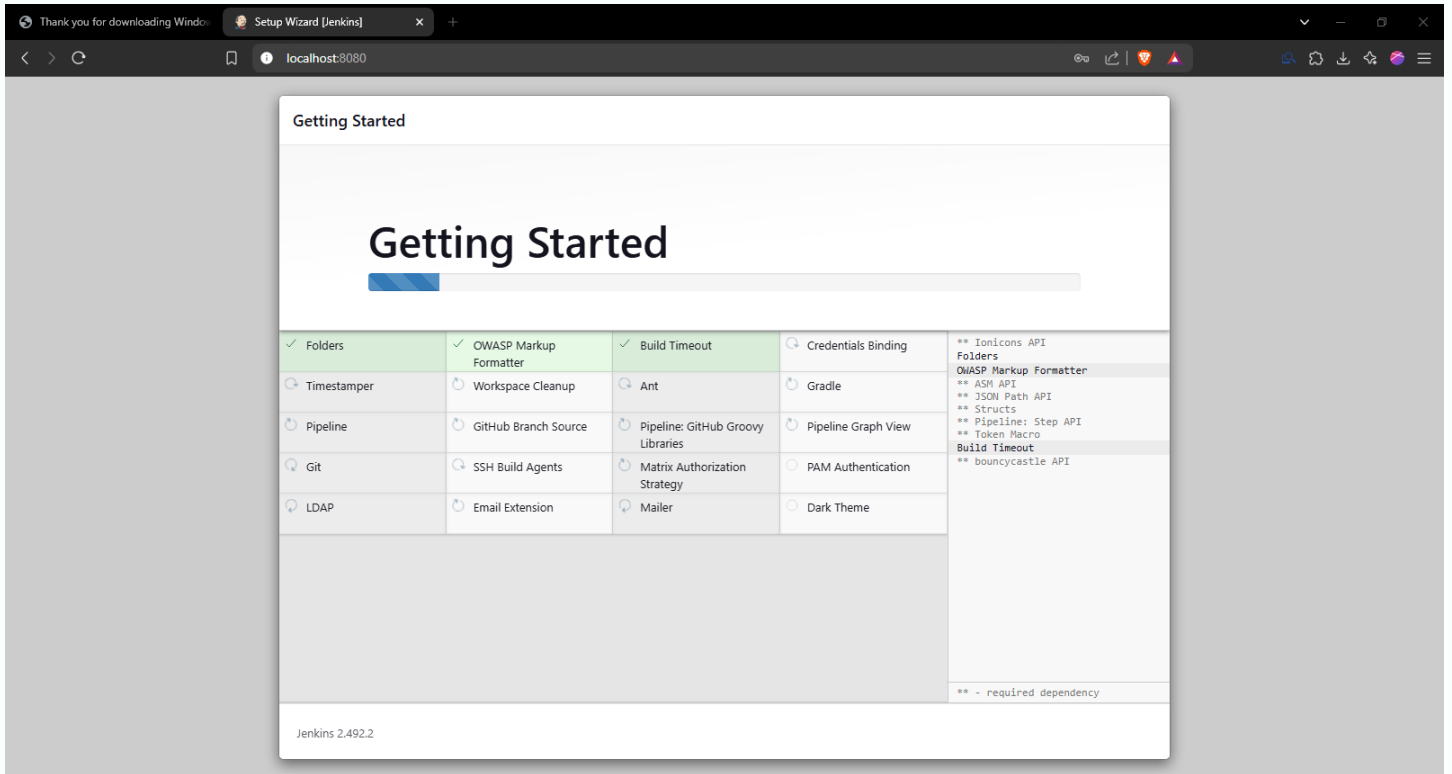 Thank you for downloading Windov
Setup Wizard [Jenkins]
localhost:8080
Getting Started
Getting Started
Folders
OWASP Markup
Formatter
Build Timeout
Credentials Binding
Timestamper
Workspace Cleanup
Ant
Gradle
Pipeline
GitHub Branch Source
Pipeline: GitHub Groovy
Libraries
Pipeline Graph View
Git
SSH Build Agents
Matrix Authorization
Strategy
PAM Authentication
LDAP
Email Extension
Mailer
Dark Theme
** Ionicons API
Folders
OWASP Markup Formatter
** ASM API
** JSON Path API
** Structs
** Pipeline: Step API
** Token Macro
Build Timeout
** bouncycastle API
** - required dependency
Jenkins 2.492.2